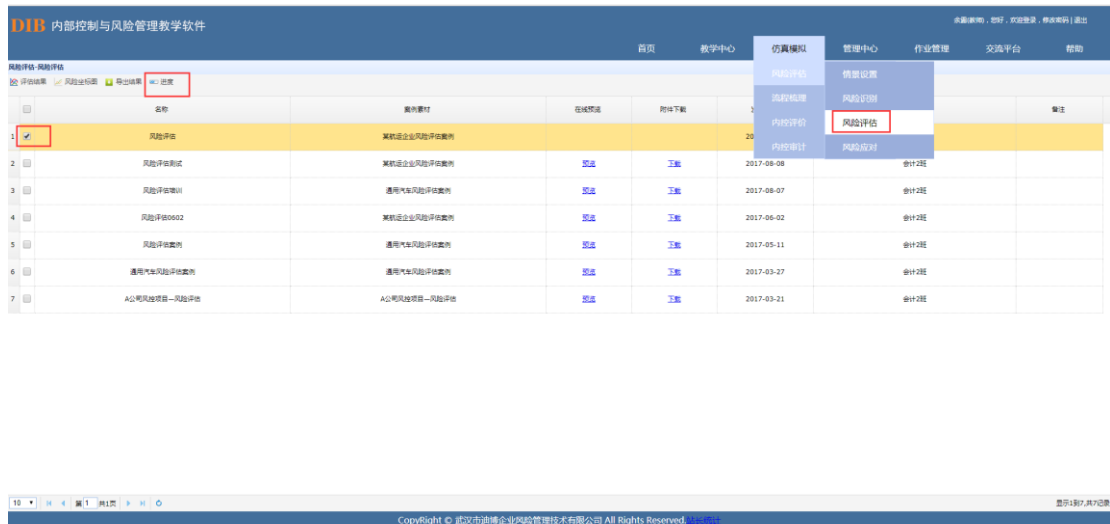 DIB 内部控制与风险管理教学软件
您好，欢迎登录，修改密码 | 退出
首页 教学中心 仿真模拟 管理中心 作业管理 交流平台 帮助
风险评估-风险评估
风险评估 情景设置
评估结果 风险坐标图 导出结果 进度
流程梳理 风险识别
名称 案例素材 在线预览 附件下载 备注
内控评价 风险评估
1 风险评估 某航运企业风险评估案例 20
内控审计 风险应对
2 风险评估测试 某航运企业风险评估案例 预览 下载 2017-08-08 会计2班
3 风险评估培训 通用汽车风险评估案例 预览 下载 2017-08-07 会计2班
4 风险评估0602 某航运企业风险评估案例 预览 下载 2017-06-02 会计2班
5 风险评估案例 通用汽车风险评估案例 预览 下载 2017-05-11 会计2班
6 通用汽车风险评估案例 通用汽车风险评估案例 预览 下载 2017-03-27 会计2班
7 A公司风控项目—风险评估 A公司风控项目—风险评估 预览 下载 2017-03-21 会计2班
10 第 1 共1页
显示1到7,共7记录
CopyRight © 武汉市迪博企业风险管理技术有限公司 All Rights Reserved.站长统计